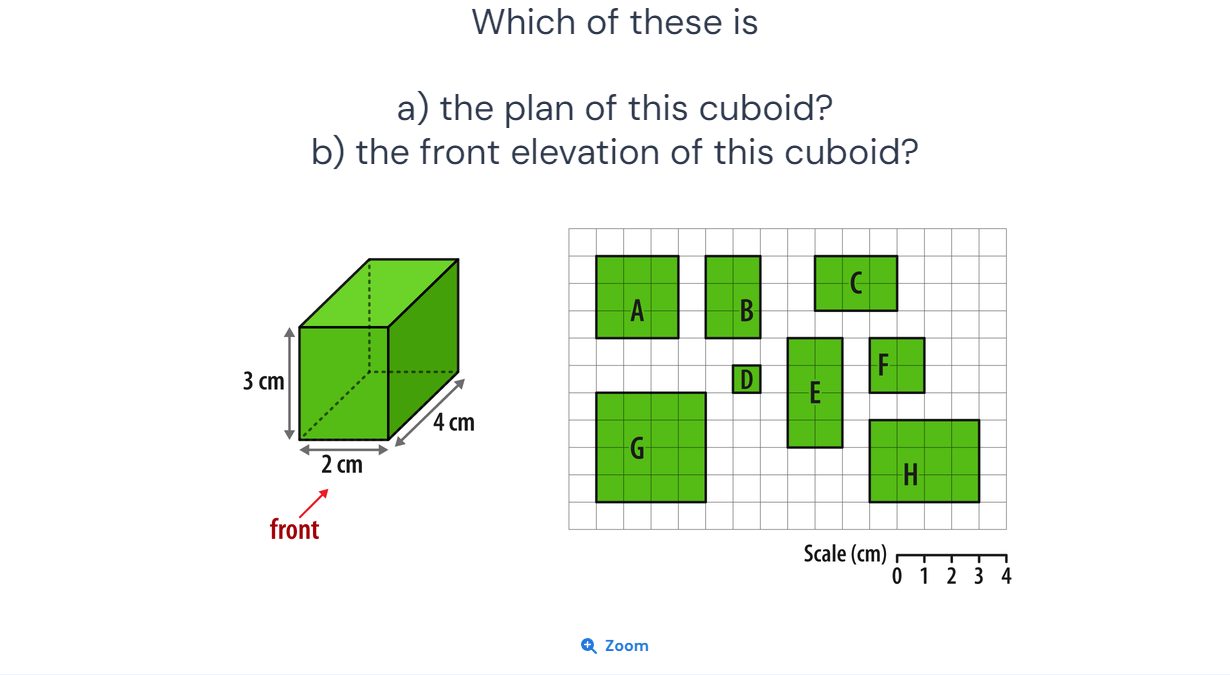 Which of these is
a) the plan of this cuboid?
b) the front elevation of this cuboid?
A
B
C
D
E
F
G
H
3 cm
4 cm
2 cm
front
Scale (cm)
0 1 2 3 4
Zoom